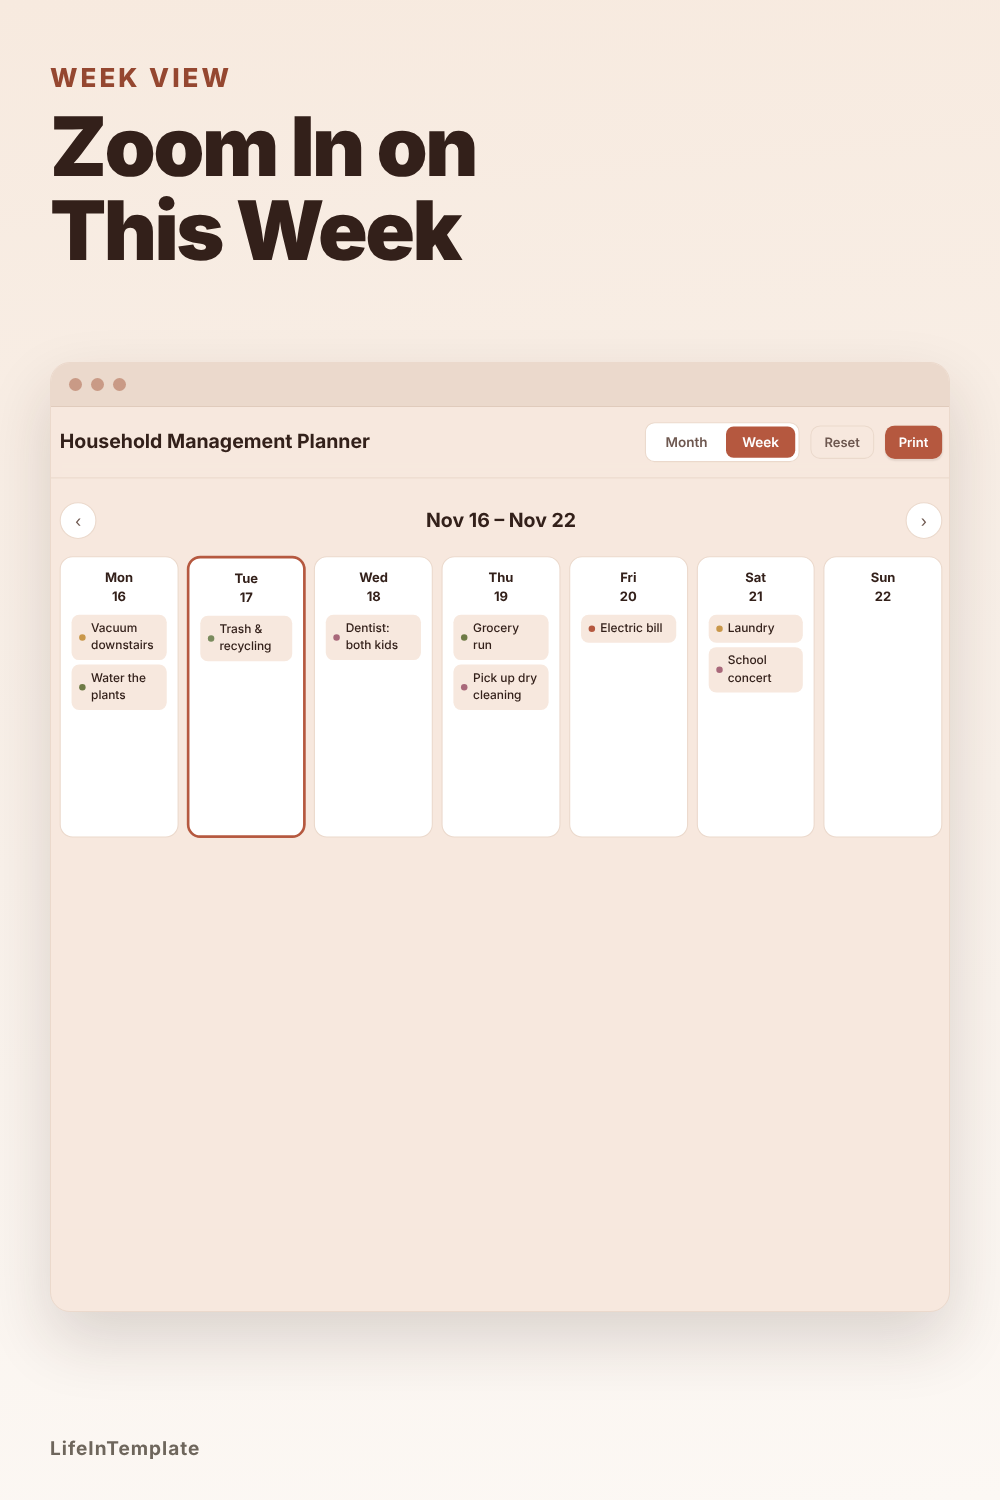 WEEK VIEW
Zoom In on
This Week
Household Management Planner
Month
Week
Reset
Print
‹
Nov 16 – Nov 22
›
Mon
16
Vacuum
downstairs
Water the
plants
Tue
17
Trash &
recycling
Wed
18
Dentist:
both kids
Thu
19
Grocery
run
Pick up dry
cleaning
Fri
20
Electric bill
Sat
21
Laundry
School
concert
Sun
22
LifeInTemplate